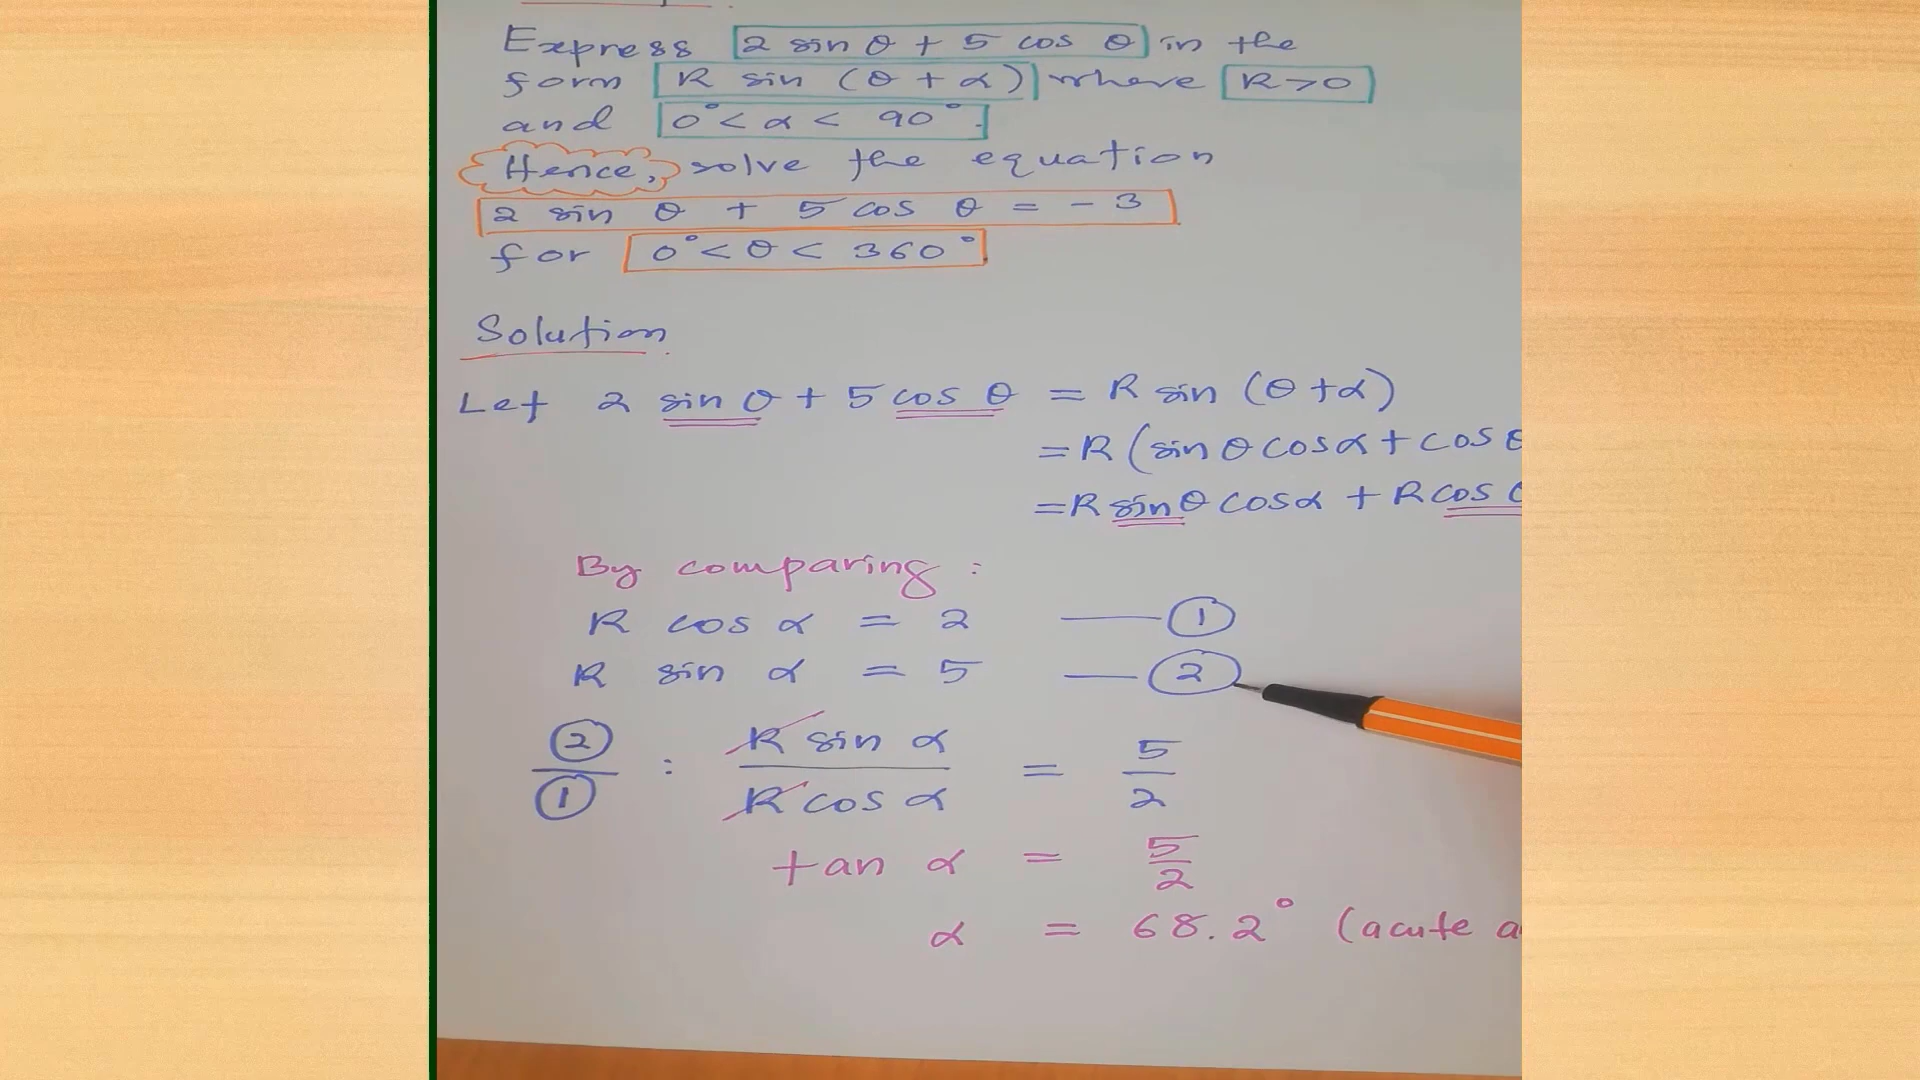 Express 2 sin θ + 5 cos θ in the
form R sin (θ + α) where R > 0
and 0° < α < 90°.
Hence, solve the equation
2 sin θ + 5 cos θ = - 3
for 0° < θ < 360°.
Solution
Let 2 sin θ + 5 cos θ = R sin (θ + α)
= R (sin θ cos α + cos θ
= R sin θ cos α + R cos θ
By comparing :
R cos α = 2 — ①
R sin α = 5 — ②
②/① : R sin α / R cos α = 5/2
tan α = 5/2
α = 68.2° (acute a